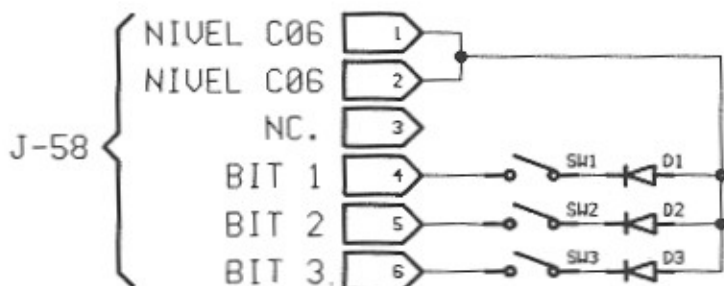 NIVEL C06 1
NIVEL C06 2
NC. 3
J-58
BIT 1 4 SW1 D1
BIT 2 5 SW2 D2
BIT 3. 6 SW3 D3